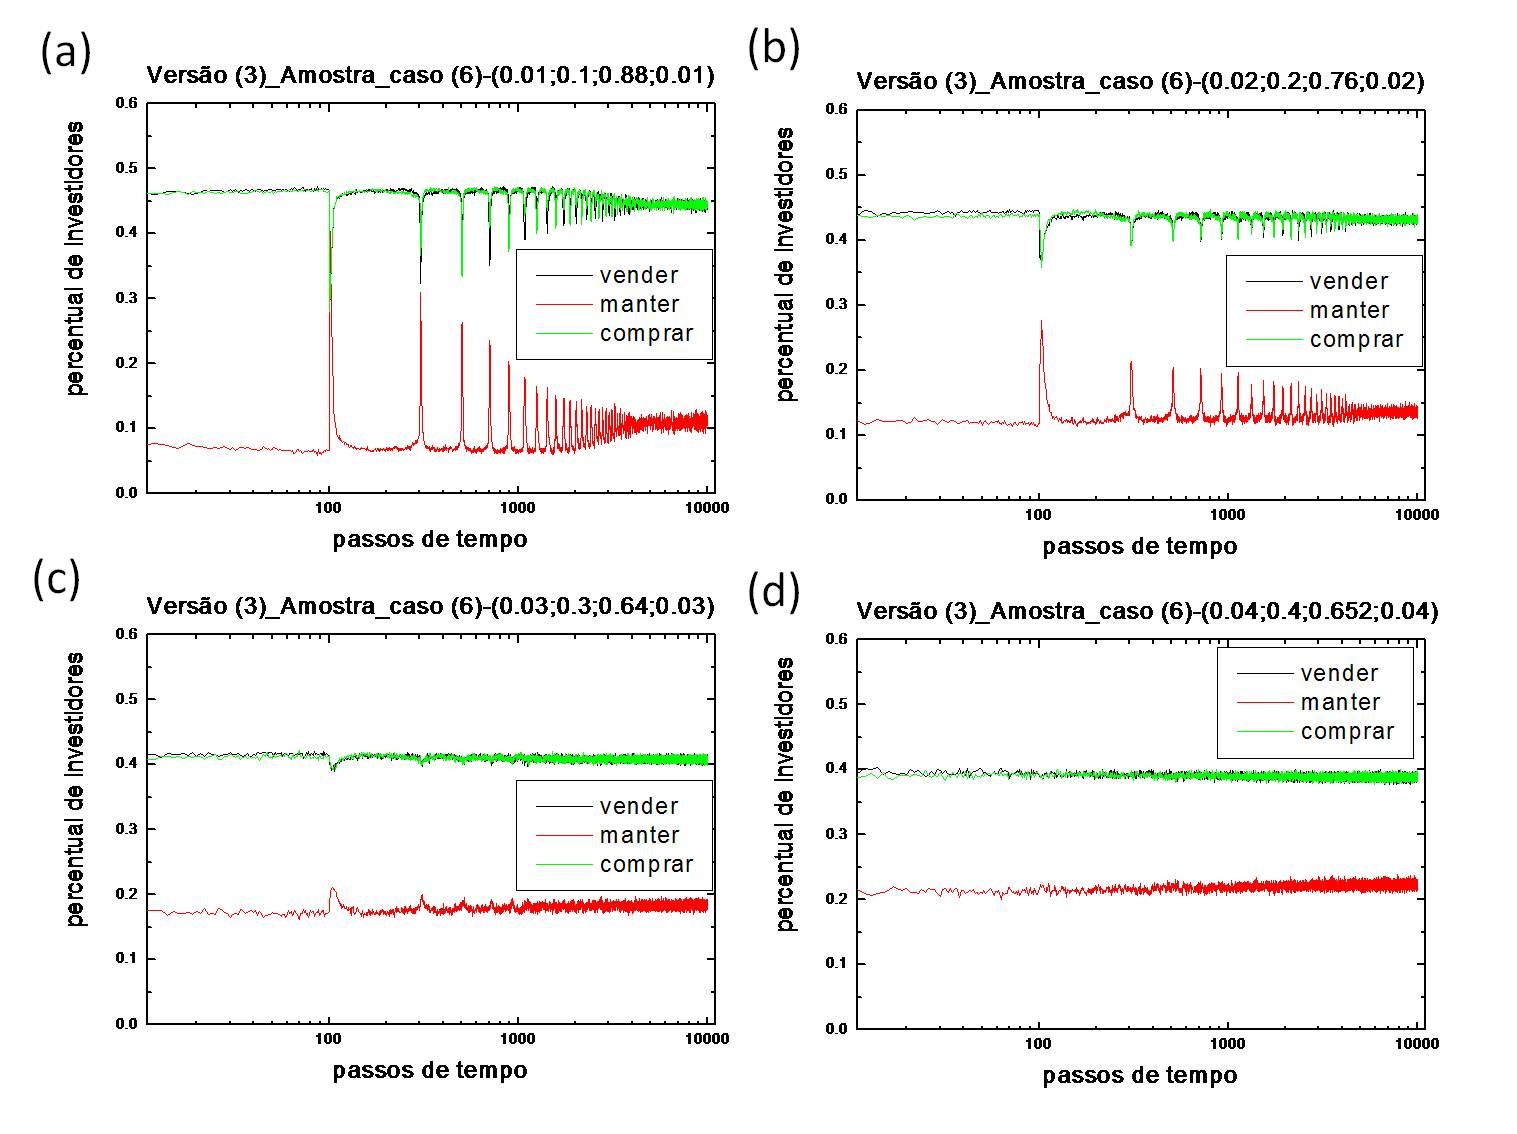 (a)
Versão (3)_Amostra_caso (6)-(0.01;0.1;0.88;0.01)
0.6
0.5
0.4
0.3
0.2
0.1
0.0
percentual de Investidores
vender
manter
comprar
100
1000
10000
passos de tempo
(b)
Versão (3)_Amostra_caso (6)-(0.02;0.2;0.76;0.02)
0.6
0.5
0.4
0.3
0.2
0.1
0.0
percentual de Investidores
vender
manter
comprar
100
1000
10000
passos de tempo
(c)
Versão (3)_Amostra_caso (6)-(0.03;0.3;0.64;0.03)
0.6
0.5
0.4
0.3
0.2
0.1
0.0
percentual de Investidores
vender
manter
comprar
100
1000
10000
passos de tempo
(d)
Versão (3)_Amostra_caso (6)-(0.04;0.4;0.652;0.04)
0.6
0.5
0.4
0.3
0.2
0.1
0.0
percentual de Investidores
vender
manter
comprar
100
1000
10000
passos de tempo